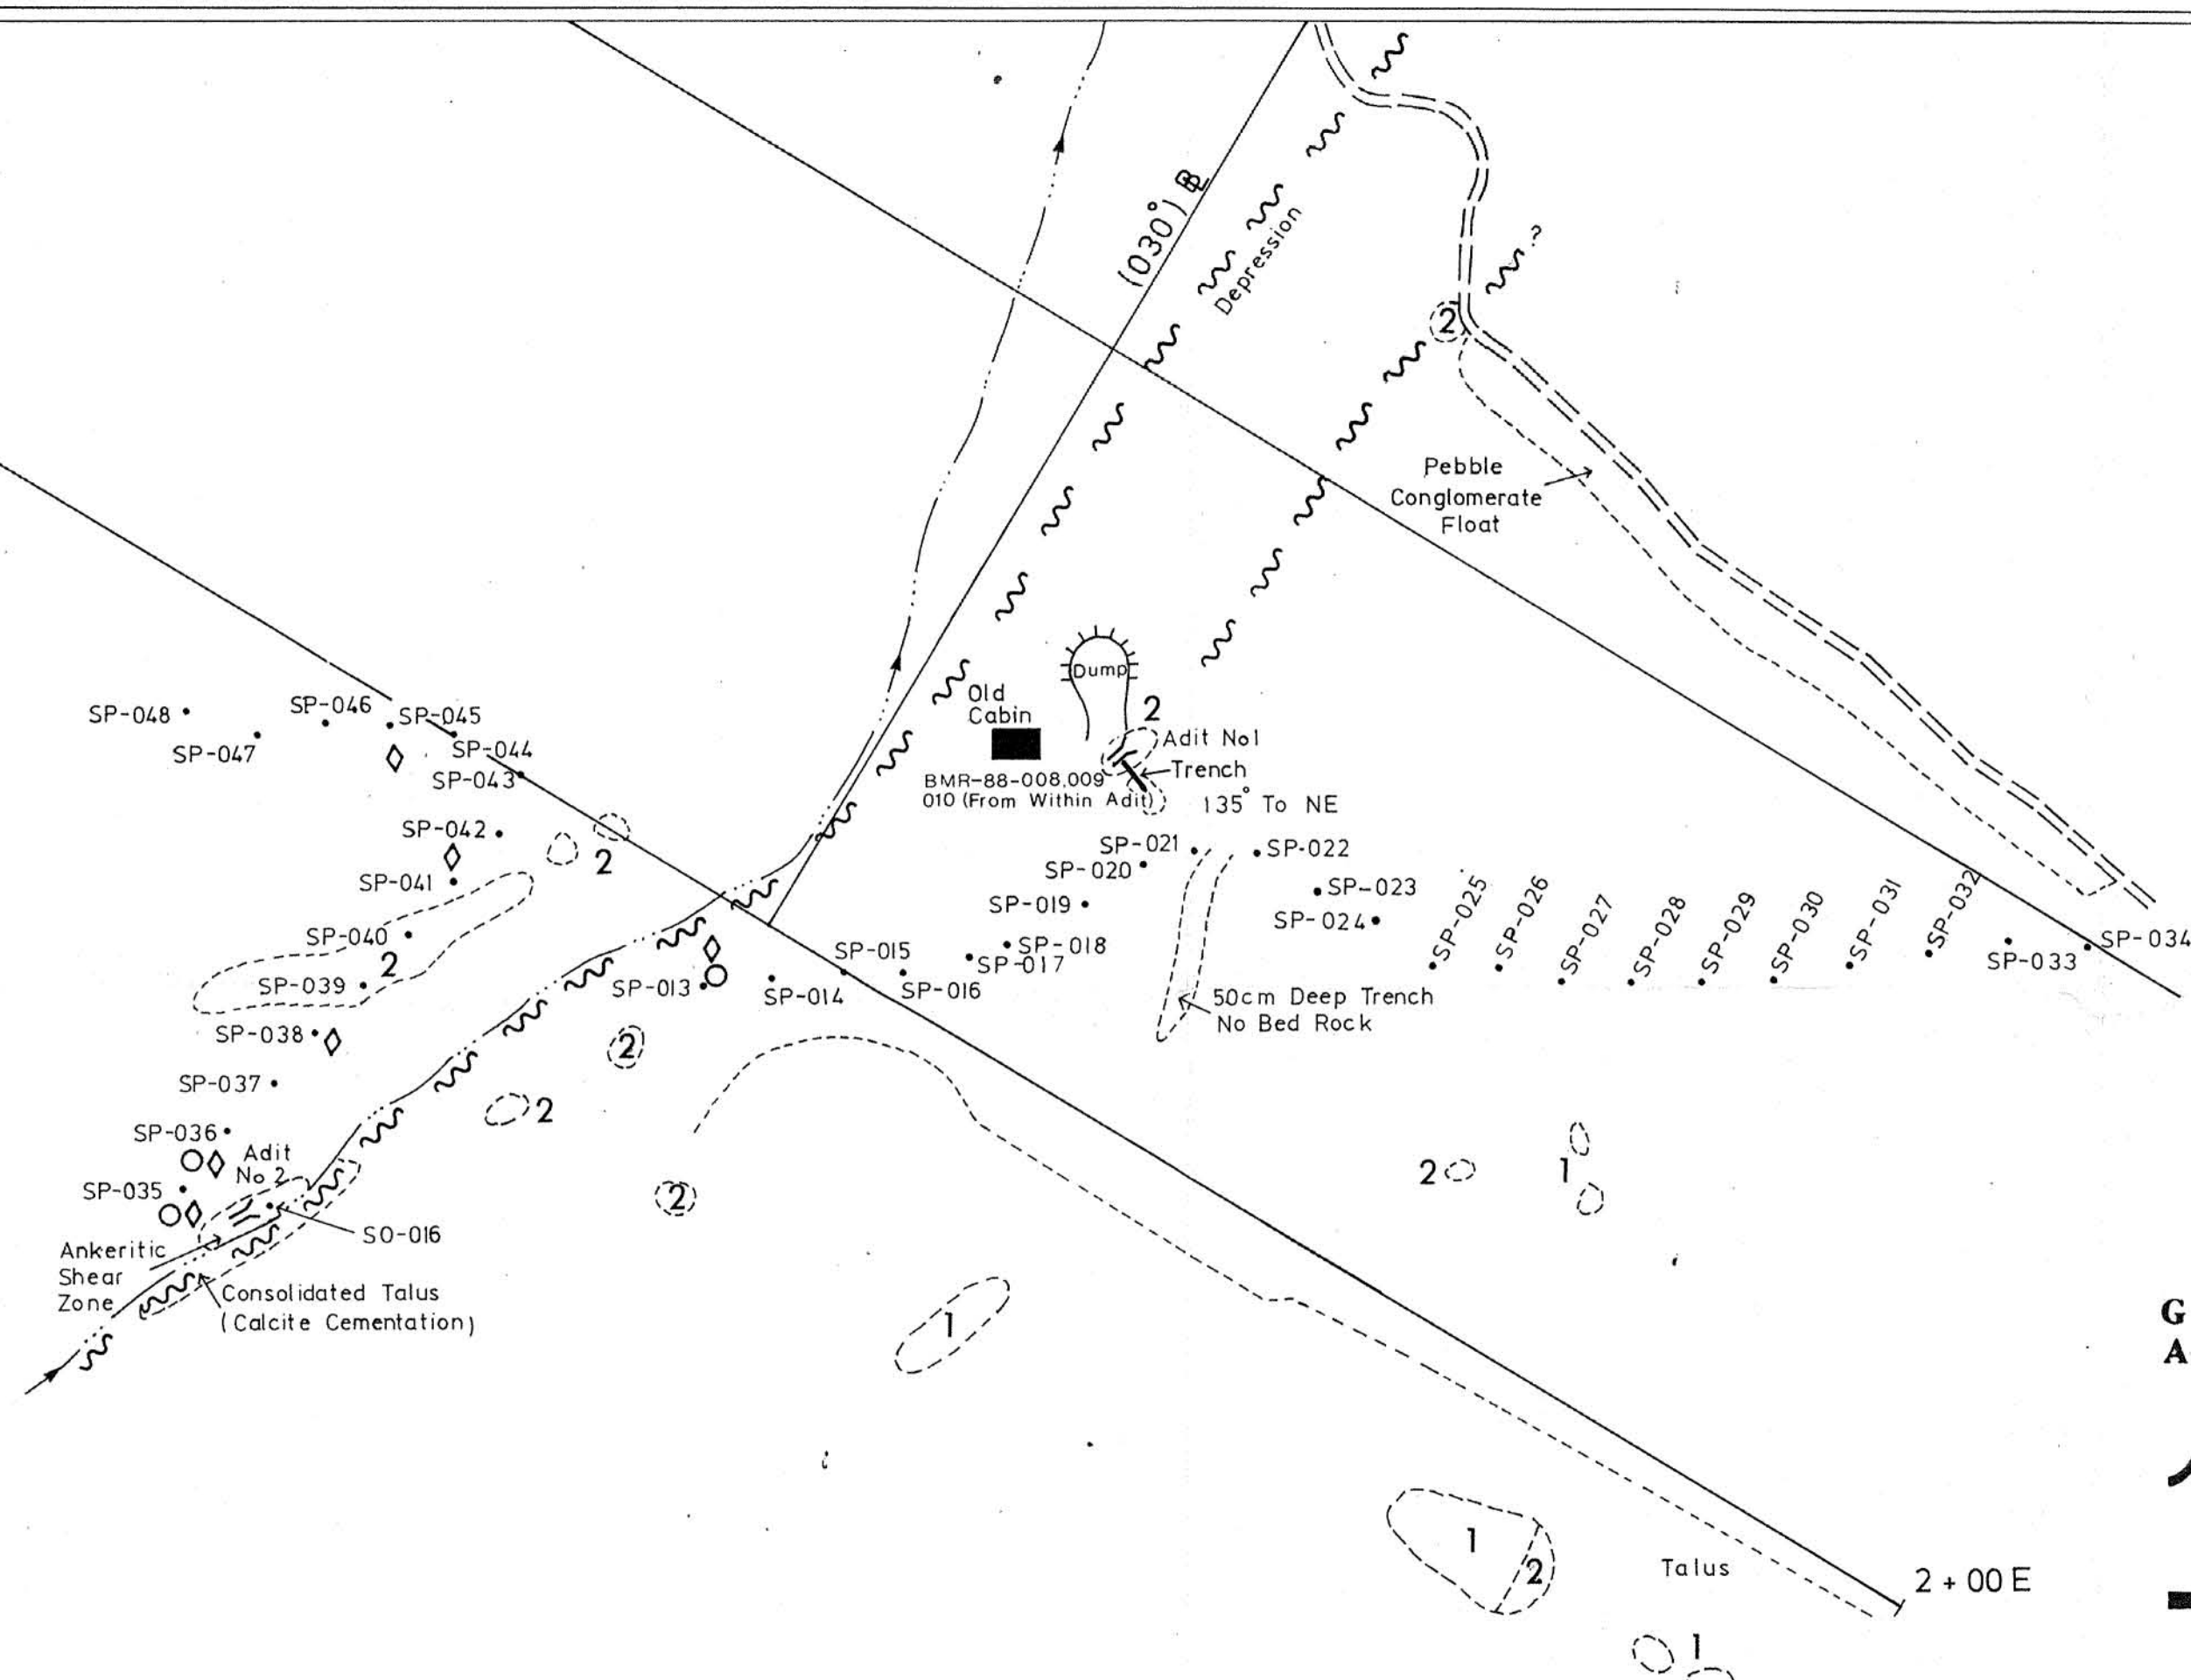 (030°) BL
Depression
?
2
Pebble
Conglomerate
Float
Dump
Old
Cabin
2
Adit No1
Trench
BMR-88-008,009
010 (From Within Adit)
135° To NE
SP-048
SP-046
SP-045
SP-047
SP-044
SP-043
SP-042
2
SP-041
SP-040
2
SP-039
SP-038
SP-037
SP-036
Adit
No 2
SP-035
SO-016
Ankeritic
Shear
Zone
Consolidated Talus
(Calcite Cementation)
SP-013
SP-014
SP-015
SP-016
SP-017
SP-018
SP-019
SP-020
SP-021
SP-022
SP-023
SP-024
SP-025
SP-026
SP-027
SP-028
SP-029
SP-030
SP-031
SP-032
SP-033
SP-034
50cm Deep Trench
No Bed Rock
2
2
2
2
1
1
1
2
Talus
2 + 00 E
1
G
A